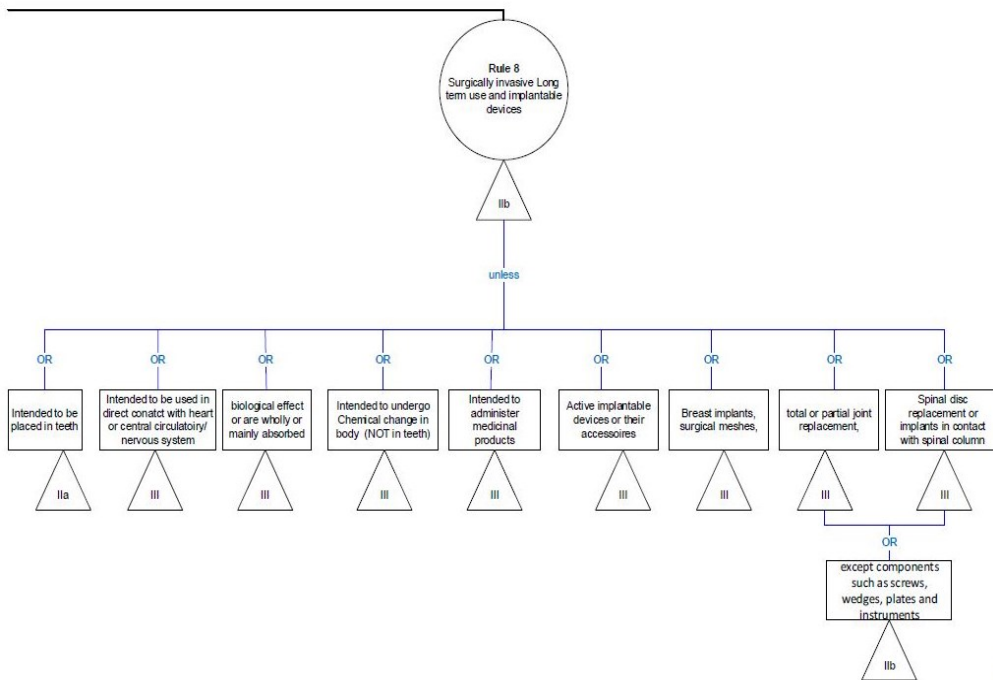 Rule 8
Surgically invasive Long
term use and implantable
devices
IIb
unless
OR
OR
OR
OR
OR
OR
OR
OR
OR
Intended to be
placed in teeth
Intended to be used in
direct conatct with heart
or central circulatoiry/
nervous system
biological effect
or are wholly or
mainly absorbed
Intended to undergo
Chemical change in
body (NOT in teeth)
Intended to
administer
medicinal
products
Active implantable
devices or their
accessoires
Breast implants,
surgical meshes,
total or partial joint
replacement,
Spinal disc
replacement or
implants in contact
with spinal column
IIa
III
III
III
III
III
III
III
III
OR
except components
such as screws,
wedges, plates and
instruments
IIb